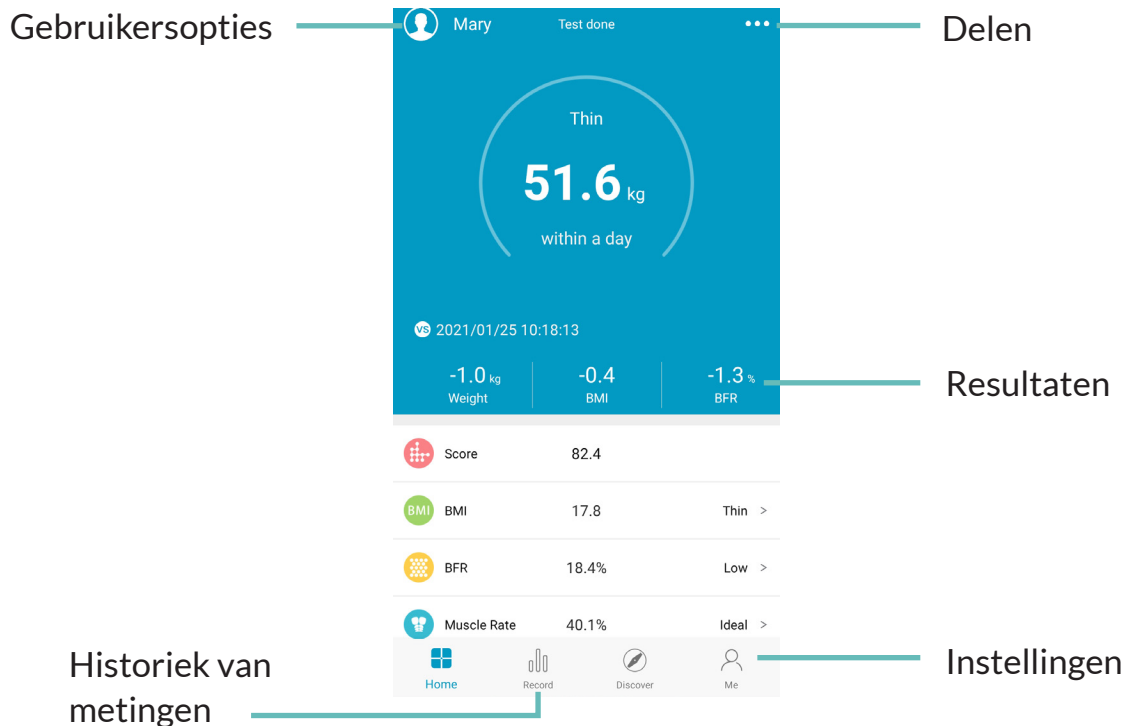 Gebruikersopties
Mary
Test done
Delen
Thin
51.6 kg
within a day
VS 2021/01/25 10:18:13
-1.0 kg -0.4 -1.3 %
Weight BMI BFR
Resultaten
Score 82.4
BMI BMI 17.8 Thin >
BFR 18.4% Low >
Muscle Rate 40.1% Ideal >
Home Record Discover Me
Instellingen
Historiek van
metingen